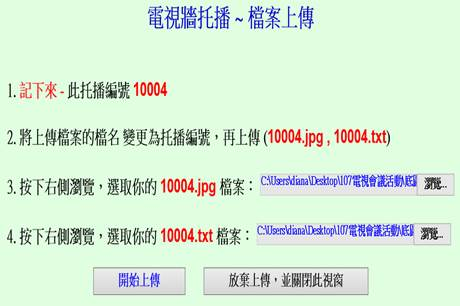 電視牆托播 ~ 檔案上傳
1. 記下來 - 此托播編號 10004
2. 將上傳檔案的檔名 變更為托播編號，再上傳 (10004.jpg , 10004.txt)
3. 按下右側瀏覽，選取你的 10004.jpg 檔案： C:\Users\diana\Desktop\107電視會議活動\底圖 瀏覽...
4. 按下右側瀏覽，選取你的 10004.txt 檔案： C:\Users\diana\Desktop\107電視會議活動\底圖 瀏覽...
開始上傳 放棄上傳，並關閉此視窗